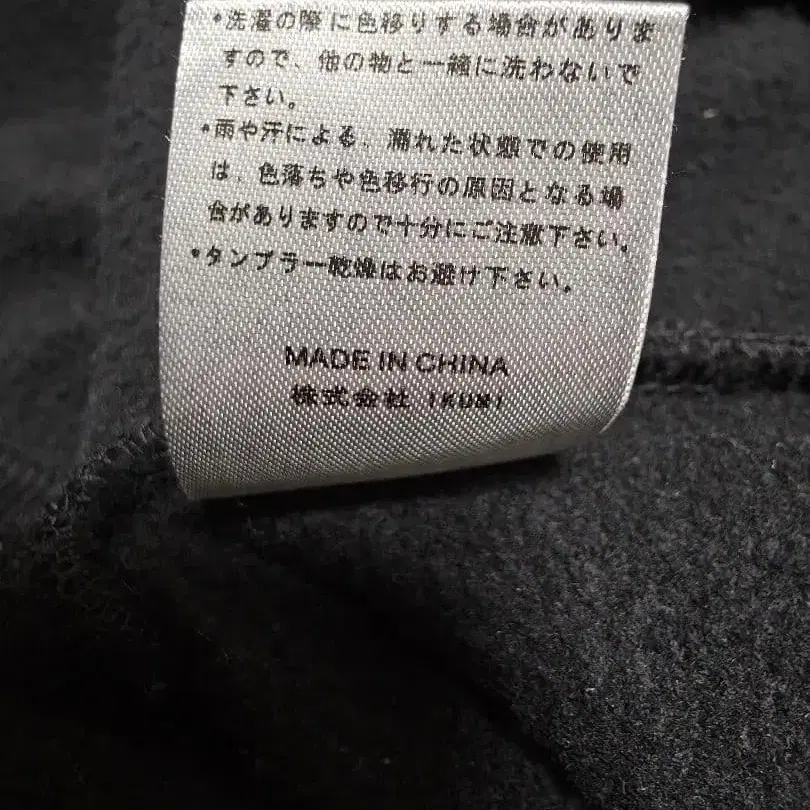 •洗濯の際に色移りする場合がありま
すので、他の物と一緒に洗わないで
下さい。
•雨や汗による、濡れた状態での使用
は、色落ちや色移行の原因となる場
合がありますので十分にご注意下さい。
•タンブラー乾燥はお避け下さい。
MADE IN CHINA
株式会社 IKUMI